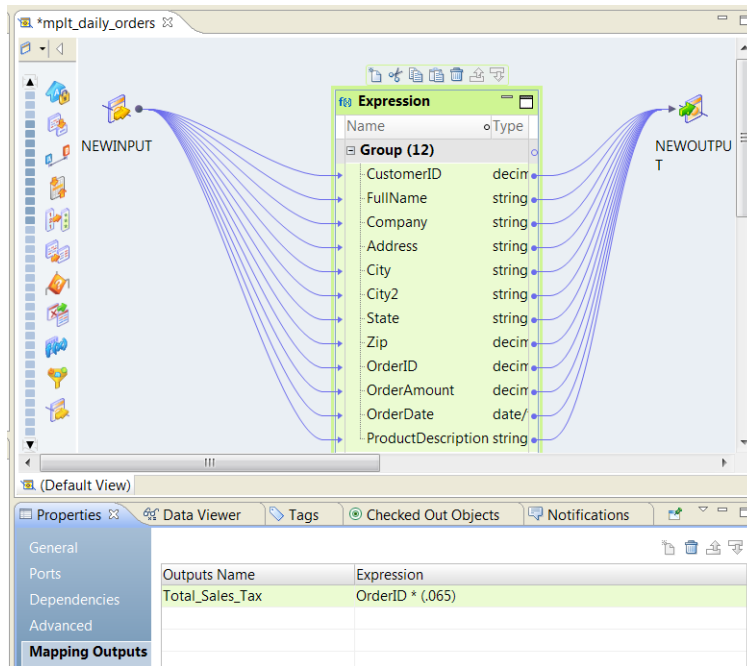 *mplt_daily_orders
NEWINPUT
f(x) Expression
Name Type
Group (12)
CustomerID decim
FullName string
Company string
Address string
City string
City2 string
State string
Zip decim
OrderID decim
OrderAmount decim
OrderDate date/
ProductDescription string
NEWOUTPU
T
(Default View)
Properties Data Viewer Tags Checked Out Objects Notifications
General
Ports
Dependencies
Advanced
Mapping Outputs
Outputs Name Expression
Total_Sales_Tax OrderID * (.065)